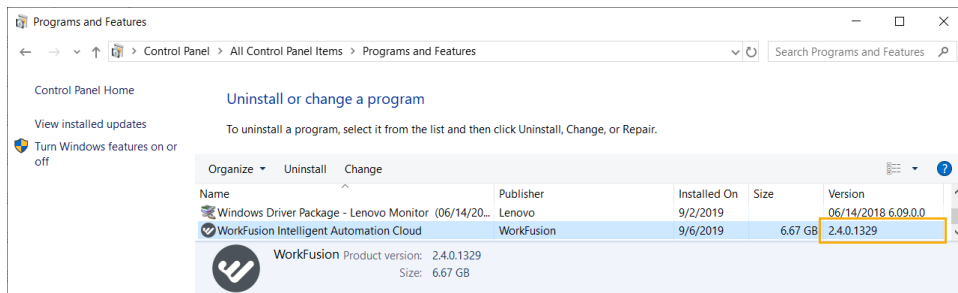 Programs and Features
Control Panel > All Control Panel Items > Programs and Features
Search Programs and Features
Control Panel Home
View installed updates
Turn Windows features on or
off
Uninstall or change a program
To uninstall a program, select it from the list and then click Uninstall, Change, or Repair.
Organize Uninstall Change
Name Publisher Installed On Size Version
Windows Driver Package - Lenovo Monitor (06/14/20... Lenovo 9/2/2019 06/14/2018 6.09.0.0
WorkFusion Intelligent Automation Cloud WorkFusion 9/6/2019 6.67 GB 2.4.0.1329
WorkFusion Product version: 2.4.0.1329
Size: 6.67 GB